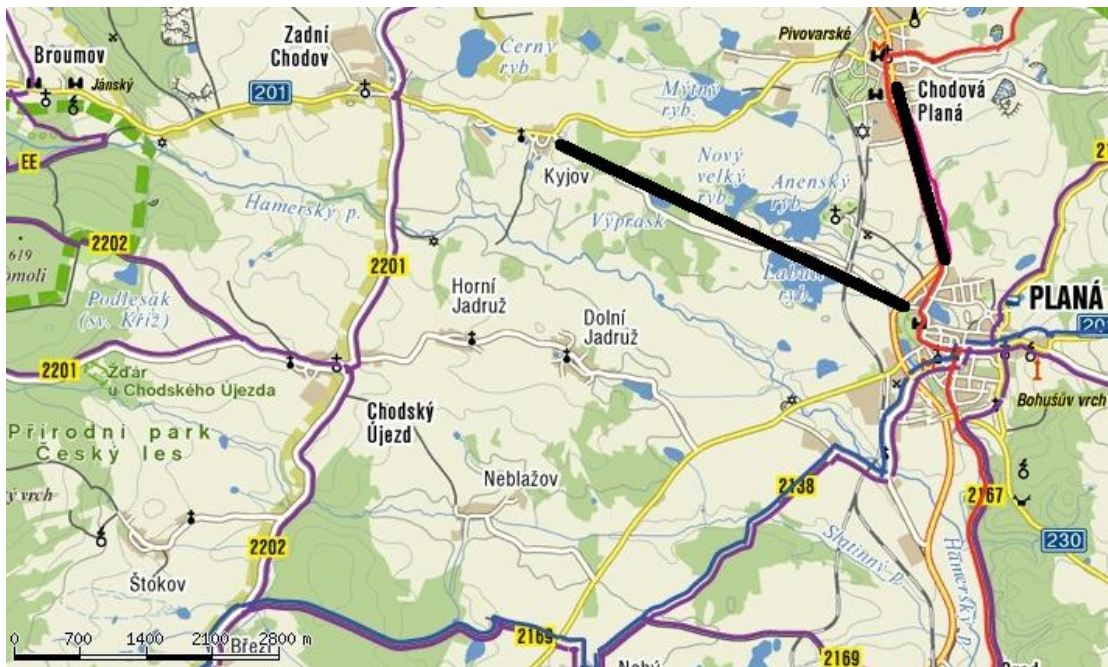 Pivovarské
Broumov
Jánský
Zadní
Chodov
Černý
ryb.
201
Mýtný
ryb.
Chodová
Planá
EE
Kyjov
Nový
velký
ryb.
Anenský
ryb.
Hamerský p.
Výprask
2202
619
2201
Horní
Jadruž
Dolní
Jadruž
ryb.
PLANÁ
Podlesák
(sv. Kříž)
2201
Žďár
u Chodského Újezda
Chodský
Újezd
Bohušův vrch
Přírodní park
Český les
Neblažov
2138
2167
230
vrch
2202
Štokov
Slatinný p.
Hamerský p.
0 700 1400 2100 2800 m
Březí
2169
2169